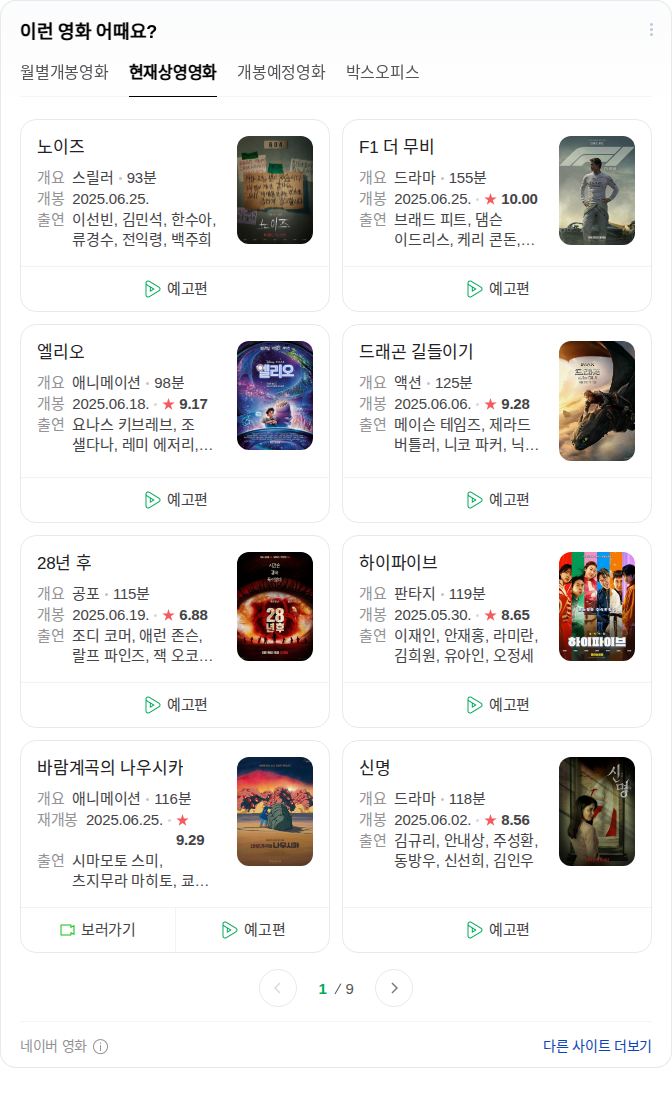 이런 영화 어때요?
월별개봉영화 현재상영영화 개봉예정영화 박스오피스
노이즈
개요 스릴러 · 93분
개봉 2025.06.25.
출연 이선빈, 김민석, 한수아,
류경수, 전익령, 백주희
노이즈
예고편
F1 더 무비
개요 드라마 · 155분
개봉 2025.06.25. · ★ 10.00
출연 브래드 피트, 댐슨
이드리스, 케리 콘돈,...
예고편
엘리오
개요 애니메이션 · 98분
개봉 2025.06.18. · ★ 9.17
출연 요나스 키브레브, 조
샐다나, 레미 에저리,...
엘리오
예고편
드래곤 길들이기
개요 액션 · 125분
개봉 2025.06.06. · ★ 9.28
출연 메이슨 테임즈, 제라드
버틀러, 니코 파커, 닉...
예고편
28년 후
개요 공포 · 115분
개봉 2025.06.19. · ★ 6.88
출연 조디 코머, 애런 존슨,
랄프 파인즈, 잭 오코...
28
년 후
예고편
하이파이브
개요 판타지 · 119분
개봉 2025.05.30. · ★ 8.65
출연 이재인, 안재홍, 라미란,
김희원, 유아인, 오정세
하이파이브
예고편
바람계곡의 나우시카
개요 애니메이션 · 116분
재개봉 2025.06.25. · ★
9.29
출연 시마모토 스미,
츠지무라 마히토, 쿄...
보러가기 예고편
신명
개요 드라마 · 118분
개봉 2025.06.02. · ★ 8.56
출연 김규리, 안내상, 주성환,
동방우, 신선희, 김인우
신명
예고편
1 / 9
네이버 영화
다른 사이트 더보기